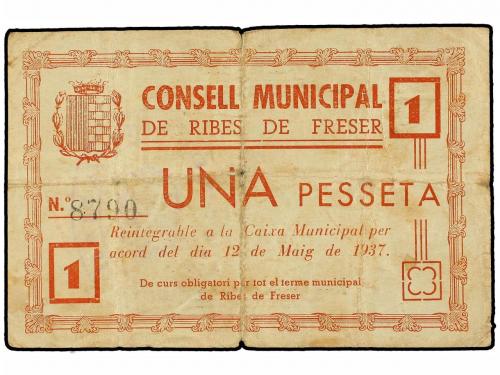 CONSELL MUNICIPAL
DE RIBES DE FRESER
1
N.º 8790
UNA PESSETA
Reintegrable a la Caixa Municipal per
acord del dia 12 de Maig de 1937.
1
De curs obligatori per tot el terme municipal
de Ribes de Freser